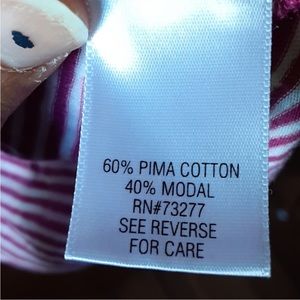 60% PIMA COTTON
40% MODAL
RN#73277
SEE REVERSE
FOR CARE